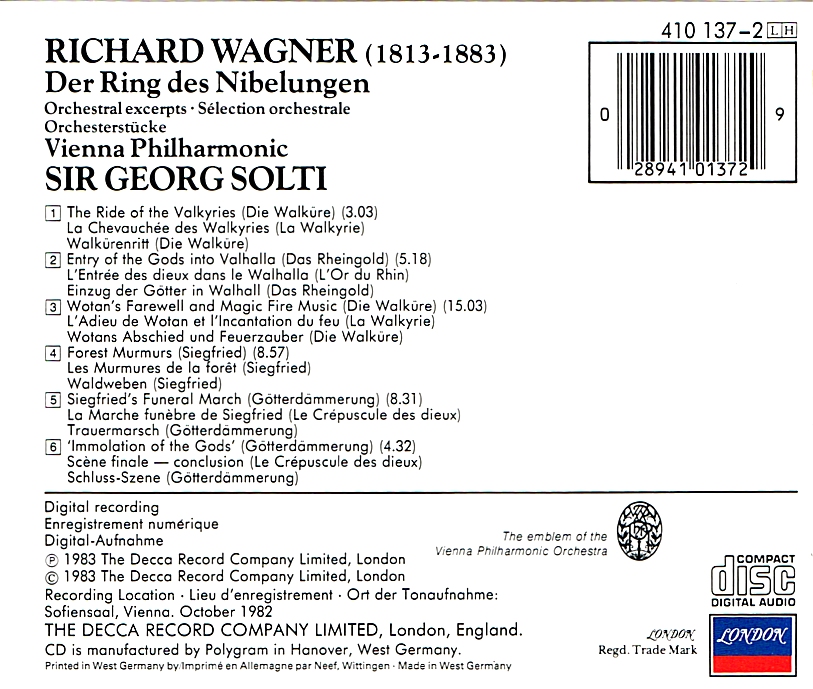 410 137-2 LH
RICHARD WAGNER (1813-1883)
Der Ring des Nibelungen
Orchestral excerpts · Sélection orchestrale
Orchesterstücke
Vienna Philharmonic
SIR GEORG SOLTI
0 28941 01372 9
1 The Ride of the Valkyries (Die Walküre) (3.03)
La Chevauchée des Walkyries (La Walkyrie)
Walkürenritt (Die Walküre)
2 Entry of the Gods into Valhalla (Das Rheingold) (5.18)
L'Entrée des dieux dans le Walhalla (L'Or du Rhin)
Einzug der Götter in Walhall (Das Rheingold)
3 Wotan's Farewell and Magic Fire Music (Die Walküre) (15.03)
L'Adieu de Wotan et l'Incantation du feu (La Walkyrie)
Wotans Abschied und Feuerzauber (Die Walküre)
4 Forest Murmurs (Siegfried) (8.57)
Les Murmures de la forêt (Siegfried)
Waldweben (Siegfried)
5 Siegfried's Funeral March (Götterdämmerung) (8.31)
La Marche funèbre de Siegfried (Le Crépuscule des dieux)
Trauermarsch (Götterdämmerung)
6 'Immolation of the Gods' (Götterdämmerung) (4.32)
Scène finale — conclusion (Le Crépuscule des dieux)
Schluss-Szene (Götterdämmerung)
Digital recording
Enregistrement numérique
Digital-Aufnahme
℗ 1983 The Decca Record Company Limited, London
© 1983 The Decca Record Company Limited, London
Recording Location · Lieu d'enregistrement · Ort der Tonaufnahme:
Sofiensaal, Vienna. October 1982
THE DECCA RECORD COMPANY LIMITED, London, England.
CD is manufactured by Polygram in Hanover, West Germany.
Printed in West Germany by/Imprimé en Allemagne par Neef, Wittingen · Made in West Germany
The emblem of the
Vienna Philharmonic Orchestra
COMPACT
disc
DIGITAL AUDIO
LONDON
Regd. Trade Mark
LONDON